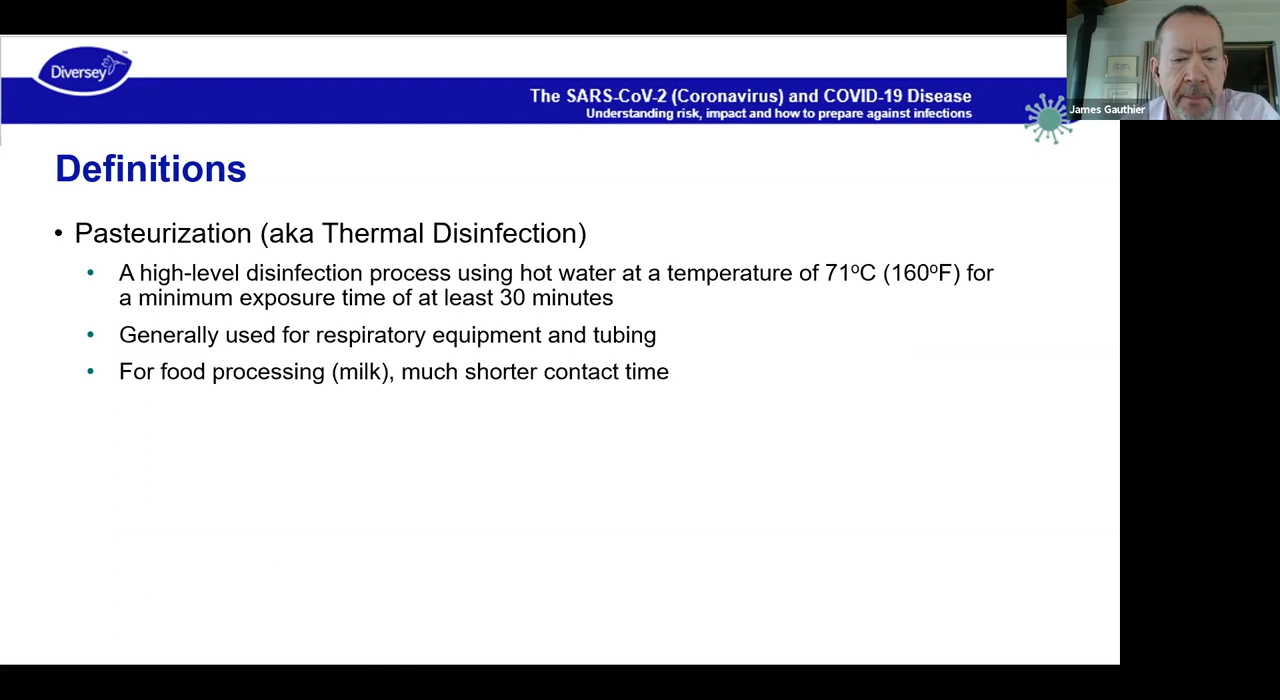 Diversey
The SARS-CoV-2 (Coronavirus) and COVID-19 Disease
Understanding risk, impact and how to prepare against infections
James Gauthier
Definitions
• Pasteurization (aka Thermal Disinfection)
• A high-level disinfection process using hot water at a temperature of 71ºC (160ºF) for
a minimum exposure time of at least 30 minutes
• Generally used for respiratory equipment and tubing
• For food processing (milk), much shorter contact time